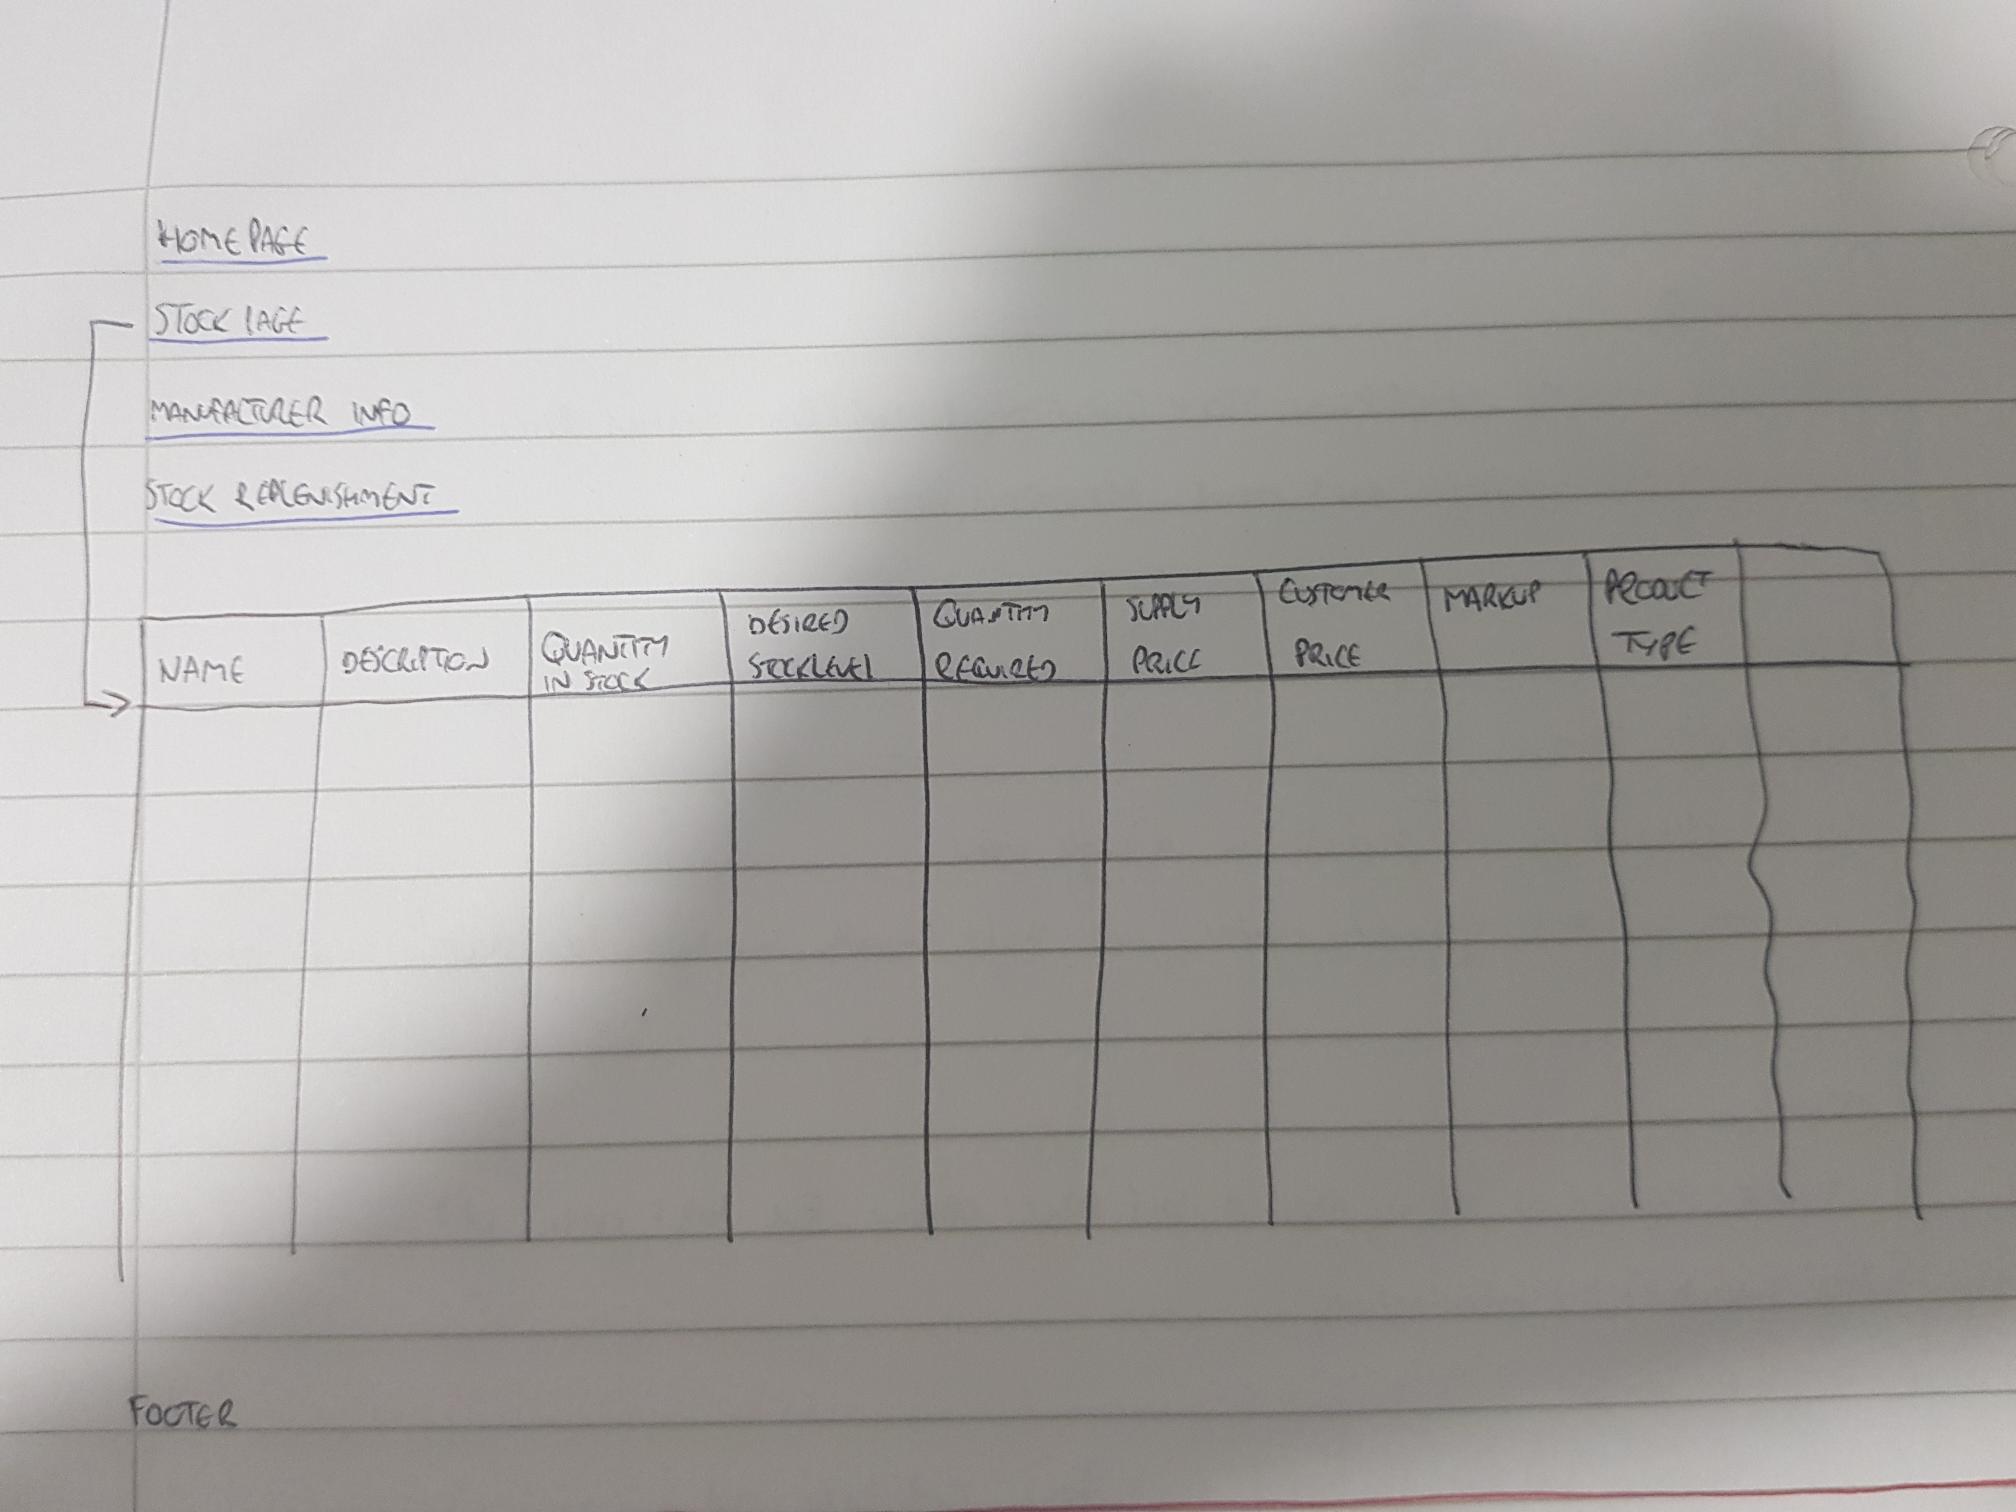 HOME PAGE
STOCK PAGE
MANUFACTURER INFO
STOCK REPLENISHMENT
NAME
DESCRIPTION
QUANTITY
IN STOCK
DESIRED
STOCK LEVEL
QUANTITY
REQUIRED
SUPPLY
PRICE
CUSTOMER
PRICE
MARKUP
PRODUCT
TYPE
FOOTER